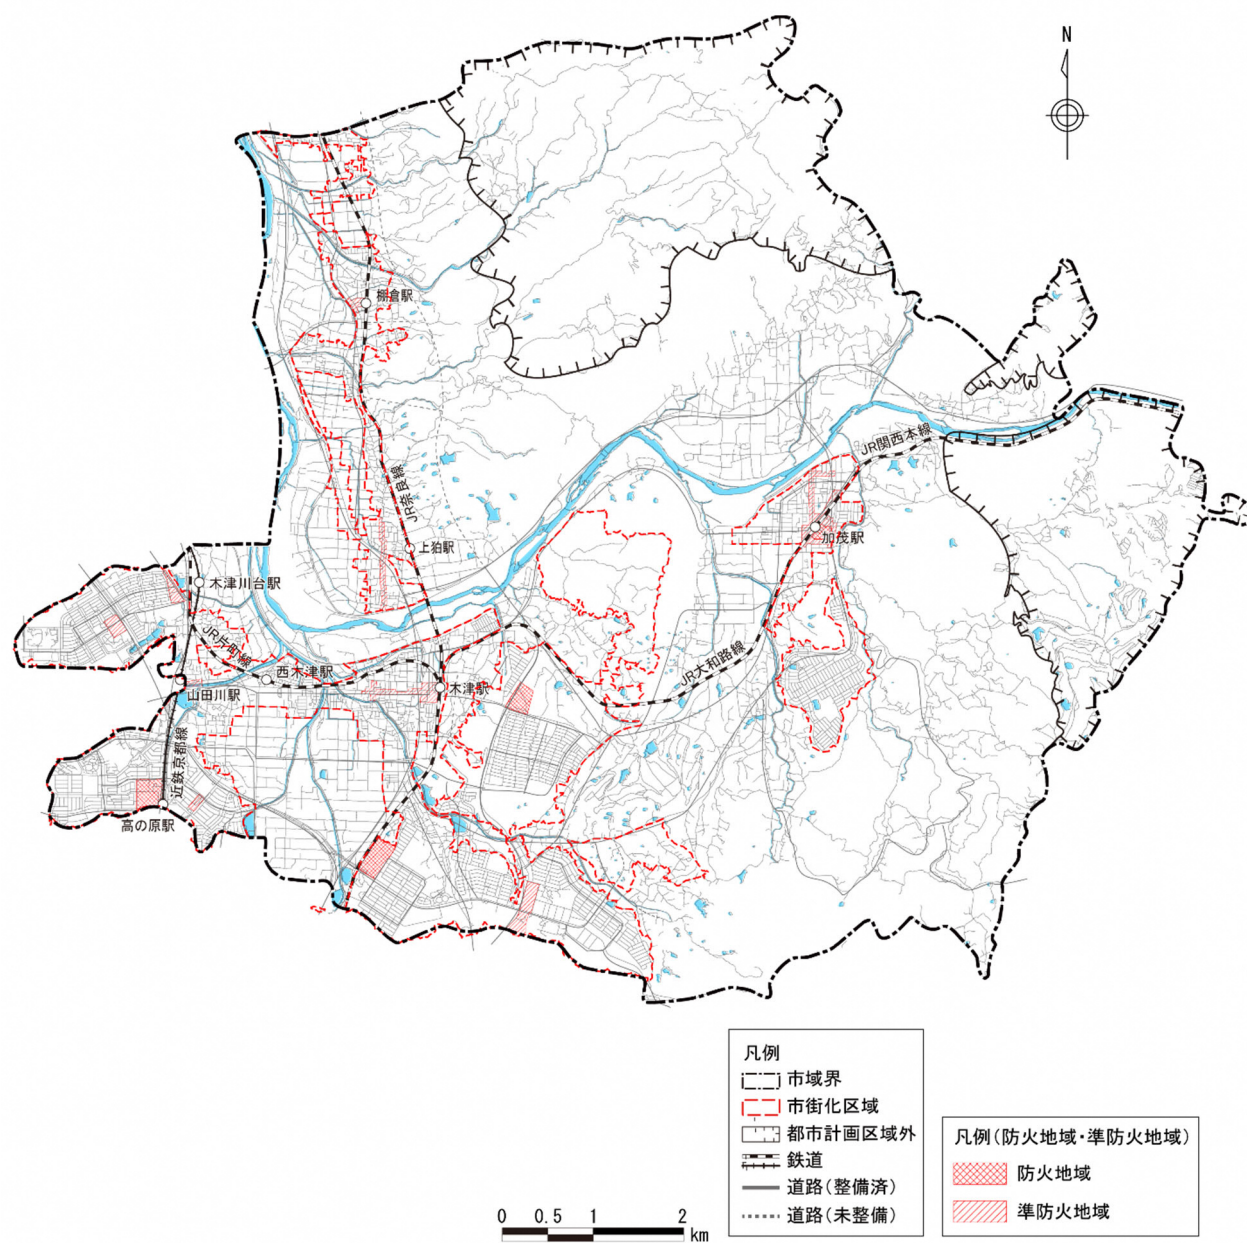 N
棚倉駅
JR奈良線
JR関西本線
加茂駅
上狛駅
木津川台駅
JR片町線
西木津駅
JR大和路線
山田川駅
木津駅
近鉄京都線
高の原駅
凡例
市域界
市街化区域
都市計画区域外
鉄道
道路(整備済)
道路(未整備)
凡例(防火地域・準防火地域)
防火地域
準防火地域
0 0.5 1 2
km